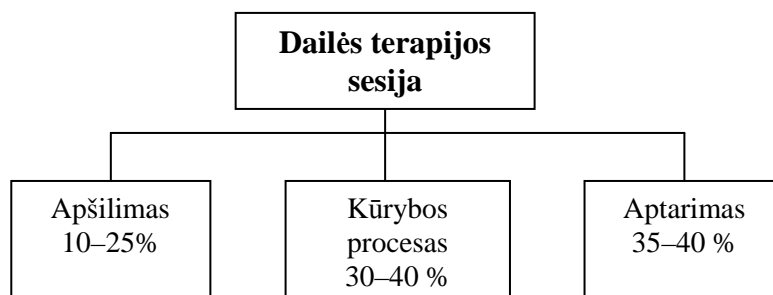 Dailės terapijos
sesija
Apšilimas
10–25%
Kūrybos
procesas
30–40 %
Aptarimas
35–40 %